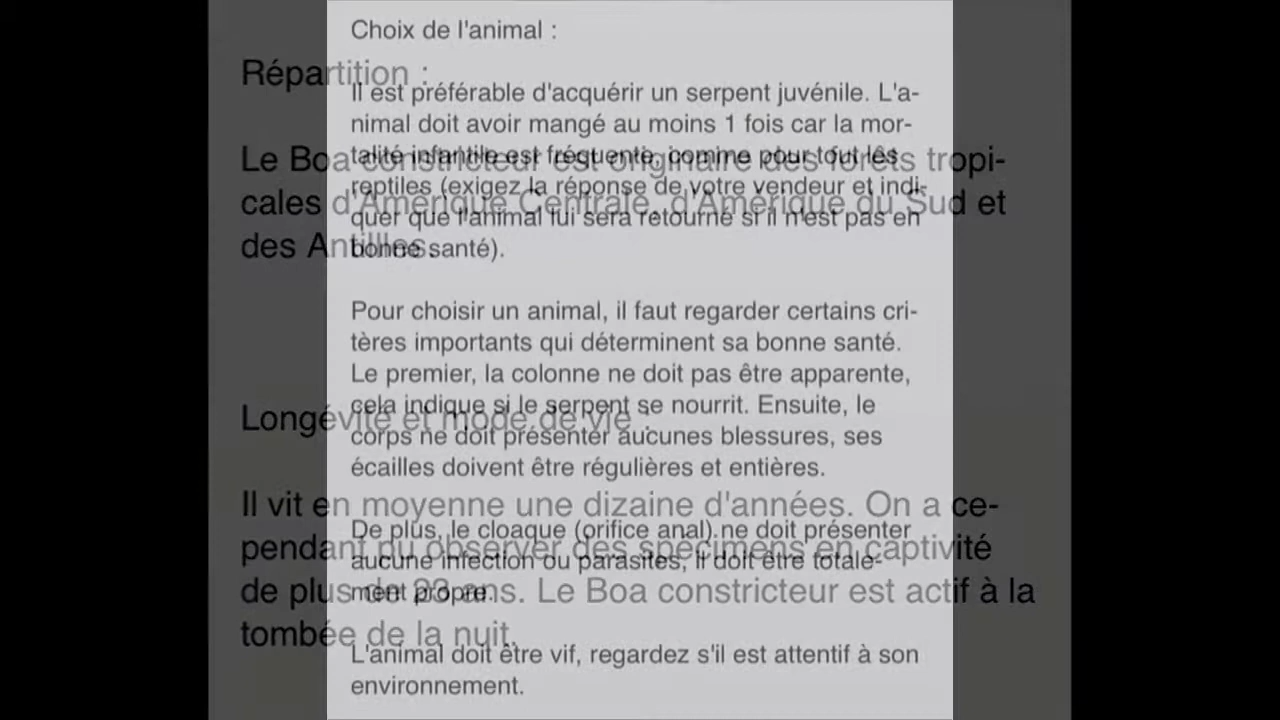 Choix de l'animal :
Il est préférable d'acquérir un serpent juvénile. L'a-
nimal doit avoir mangé au moins 1 fois car la mor-
talité infantile est fréquente, comme pour tout les
reptiles (exigez la réponse de votre vendeur et indi-
quer que l'animal lui sera retourné si il n'est pas en
bonne santé).
Pour choisir un animal, il faut regarder certains cri-
tères importants qui déterminent sa bonne santé.
Le premier, la colonne ne doit pas être apparente,
cela indique si le serpent se nourrit. Ensuite, le
corps ne doit présenter aucunes blessures, ses
écailles doivent être régulières et entières.
De plus, le cloaque (orifice anal) ne doit présenter
aucune infection ou parasites, il doit être totale-
ment propre.
L'animal doit être vif, regardez s'il est attentif à son
environnement.
Répartition :
Le Boa constricteur est originaire des forêts tropi-
cales d'Amérique Centrale, d'Amérique du Sud et
des Antilles.
Longévité et mode de vie :
Il vit en moyenne une dizaine d'années. On a ce-
pendant pu observer des spécimens en captivité
de plus de 23 ans. Le Boa constricteur est actif à la
tombée de la nuit.